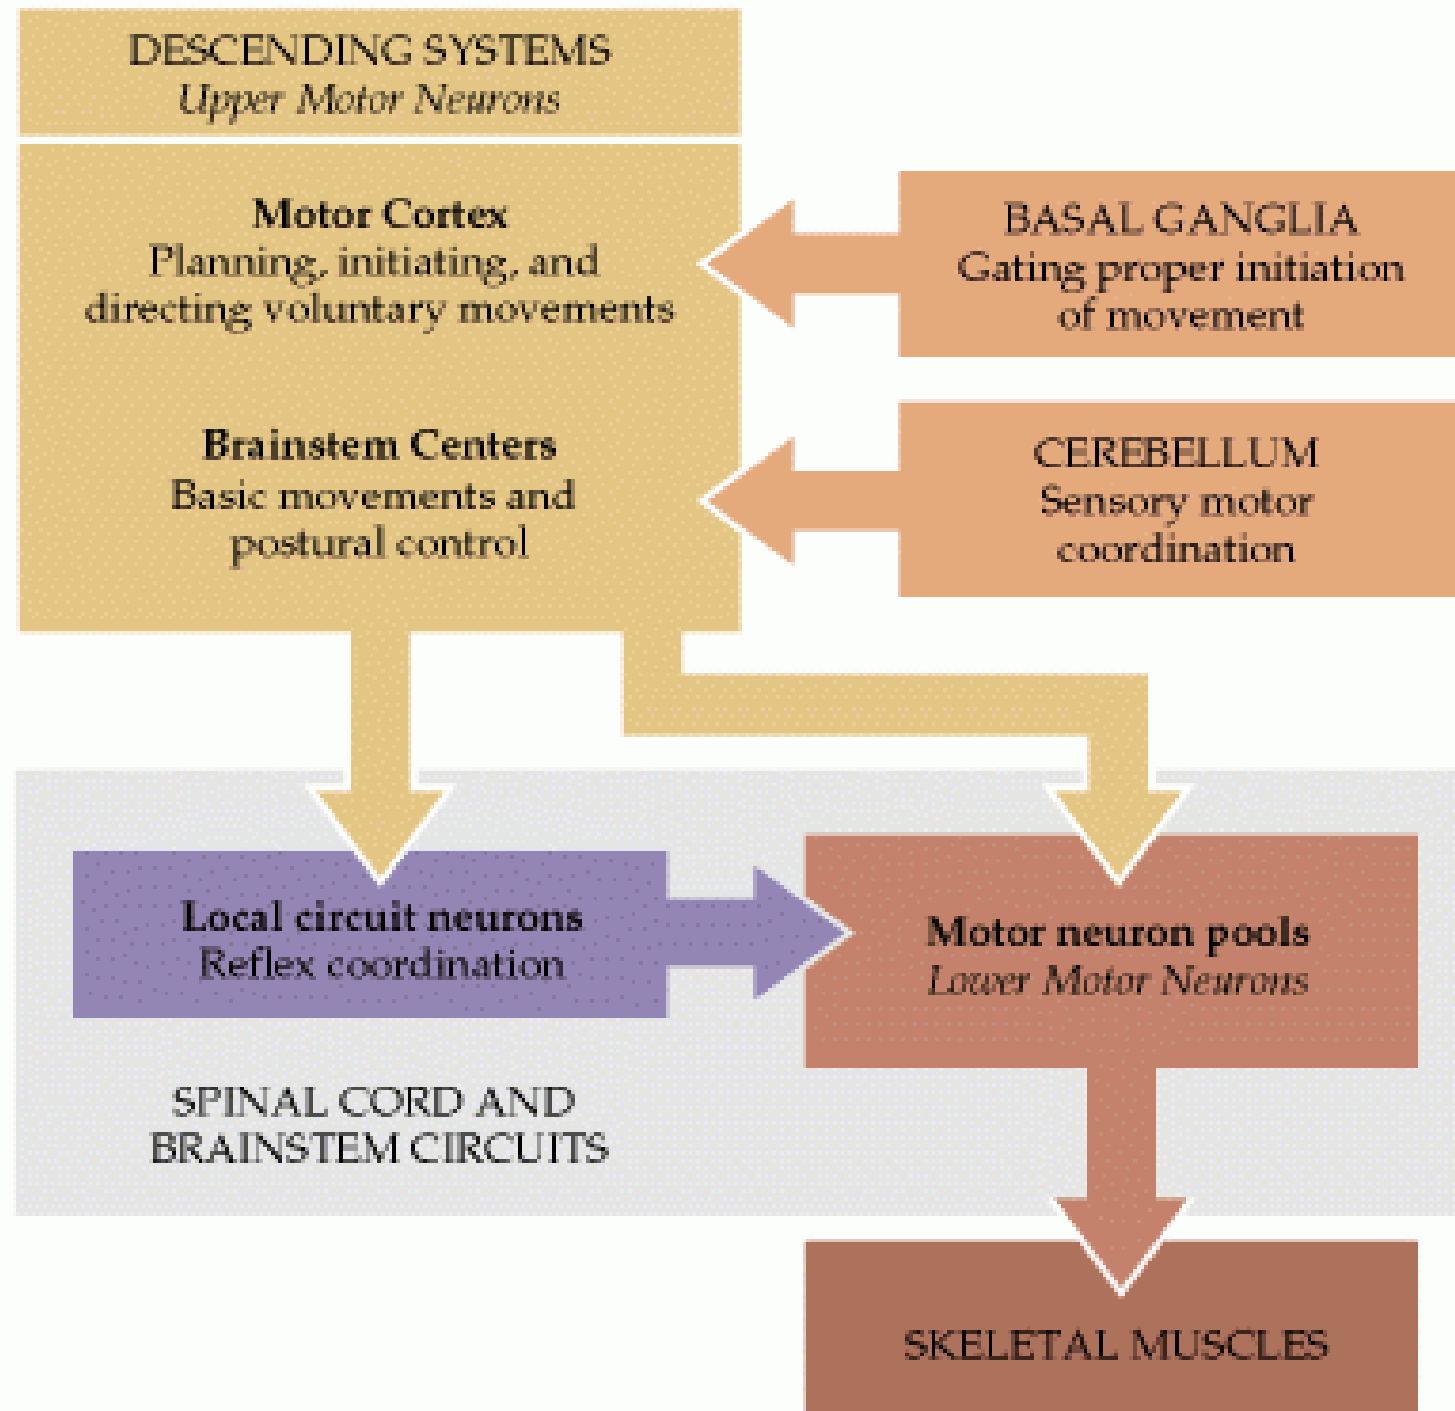 DESCENDING SYSTEMS
Upper Motor Neurons
Motor Cortex
Planning, initiating, and
directing voluntary movements
BASAL GANGLIA
Gating proper initiation
of movement
Brainstem Centers
Basic movements and
postural control
CEREBELLUM
Sensory motor
coordination
Local circuit neurons
Reflex coordination
Motor neuron pools
Lower Motor Neurons
SPINAL CORD AND
BRAINSTEM CIRCUITS
SKELETAL MUSCLES